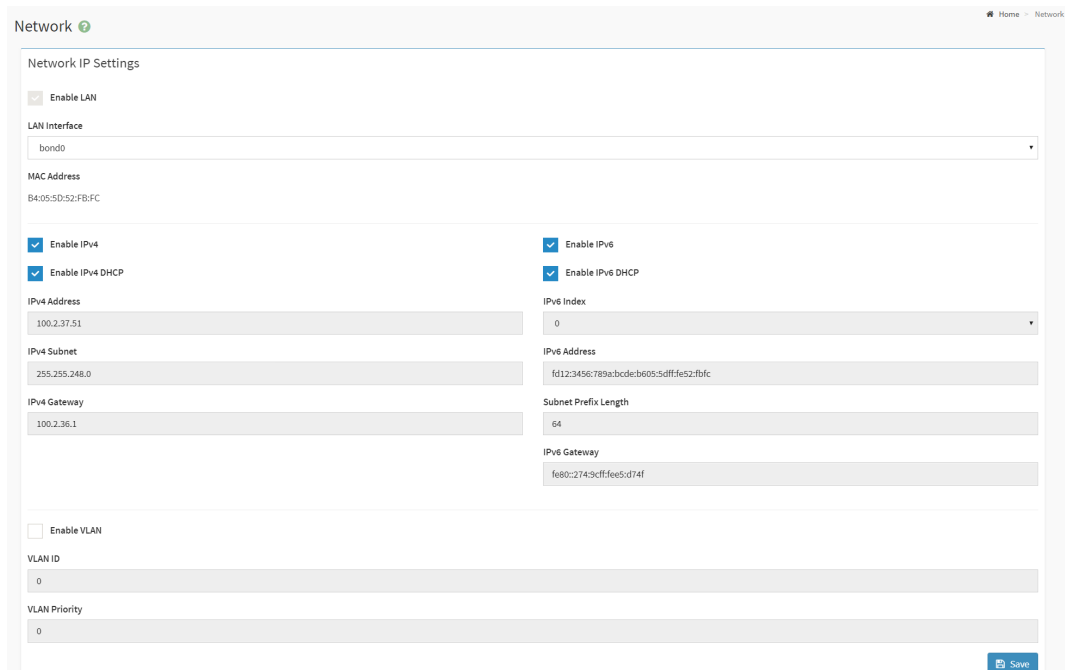 Home > Network
Network
Network IP Settings
Enable LAN
LAN Interface
bond0
MAC Address
B4:05:5D:52:FB:FC
Enable IPv4
Enable IPv4 DHCP
IPv4 Address
100.2.37.51
IPv4 Subnet
255.255.248.0
IPv4 Gateway
100.2.36.1
Enable IPv6
Enable IPv6 DHCP
IPv6 Index
0
IPv6 Address
fd12:3456:789a:bcde:b605:5dff:fe52:fbfc
Subnet Prefix Length
64
IPv6 Gateway
fe80::274:9cff:fee5:d74f
Enable VLAN
VLAN ID
0
VLAN Priority
0
Save